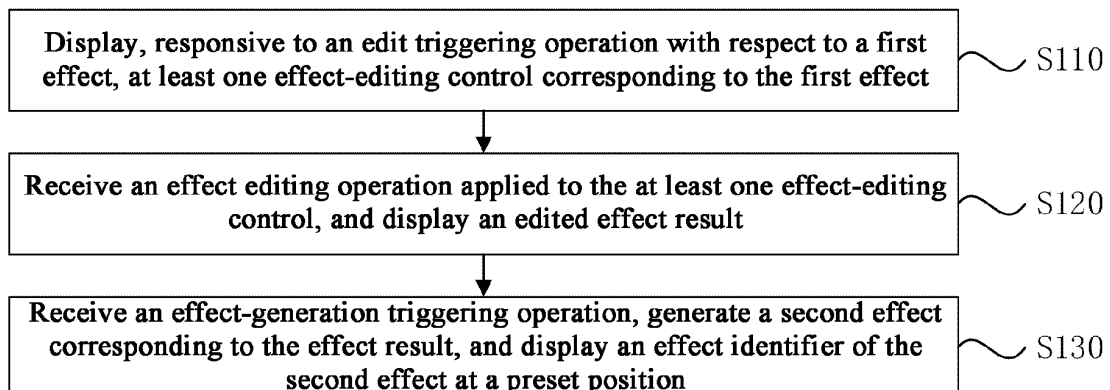 Display, responsive to an edit triggering operation with respect to a first
effect, at least one effect-editing control corresponding to the first effect
S110
Receive an effect editing operation applied to the at least one effect-editing
control, and display an edited effect result
S120
Receive an effect-generation triggering operation, generate a second effect
corresponding to the effect result, and display an effect identifier of the
second effect at a preset position
S130